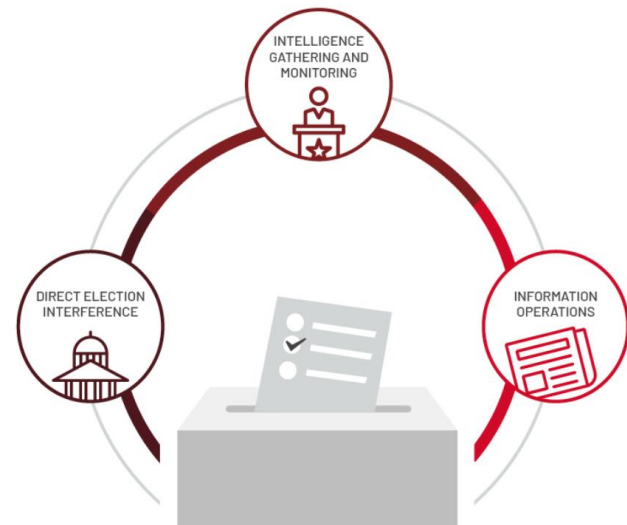 INTELLIGENCE
GATHERING AND
MONITORING
DIRECT ELECTION
INTERFERENCE
INFORMATION
OPERATIONS